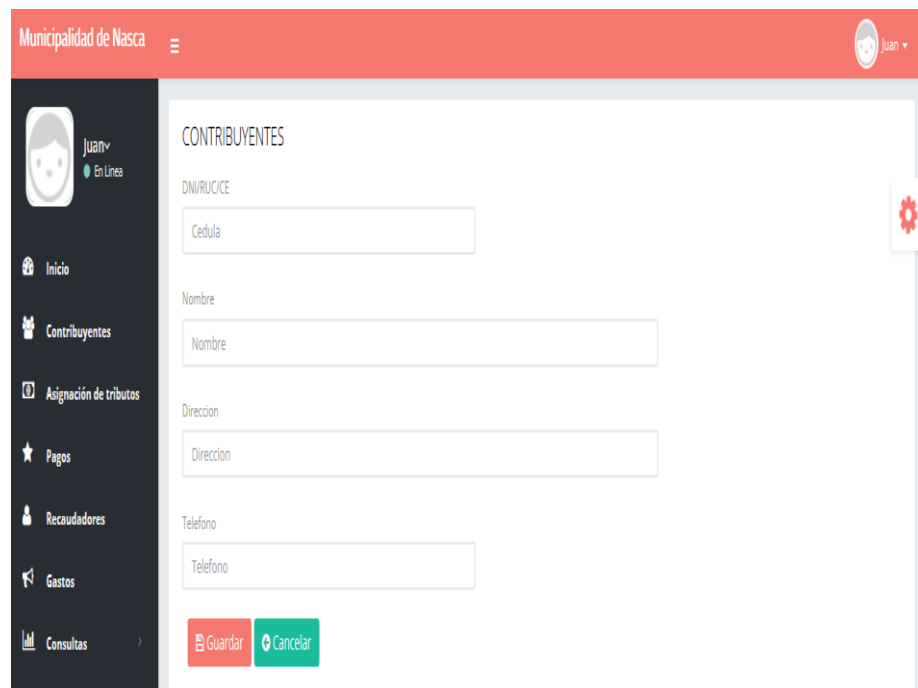 Municipalidad de Nasca
Juan
Juan
En Linea
Inicio
Contribuyentes
Asignación de tributos
Pagos
Recaudadores
Gastos
Consultas
CONTRIBUYENTES
DNI/RUC/CE
Cedula
Nombre
Nombre
Direccion
Direccion
Telefono
Telefono
Guardar
Cancelar